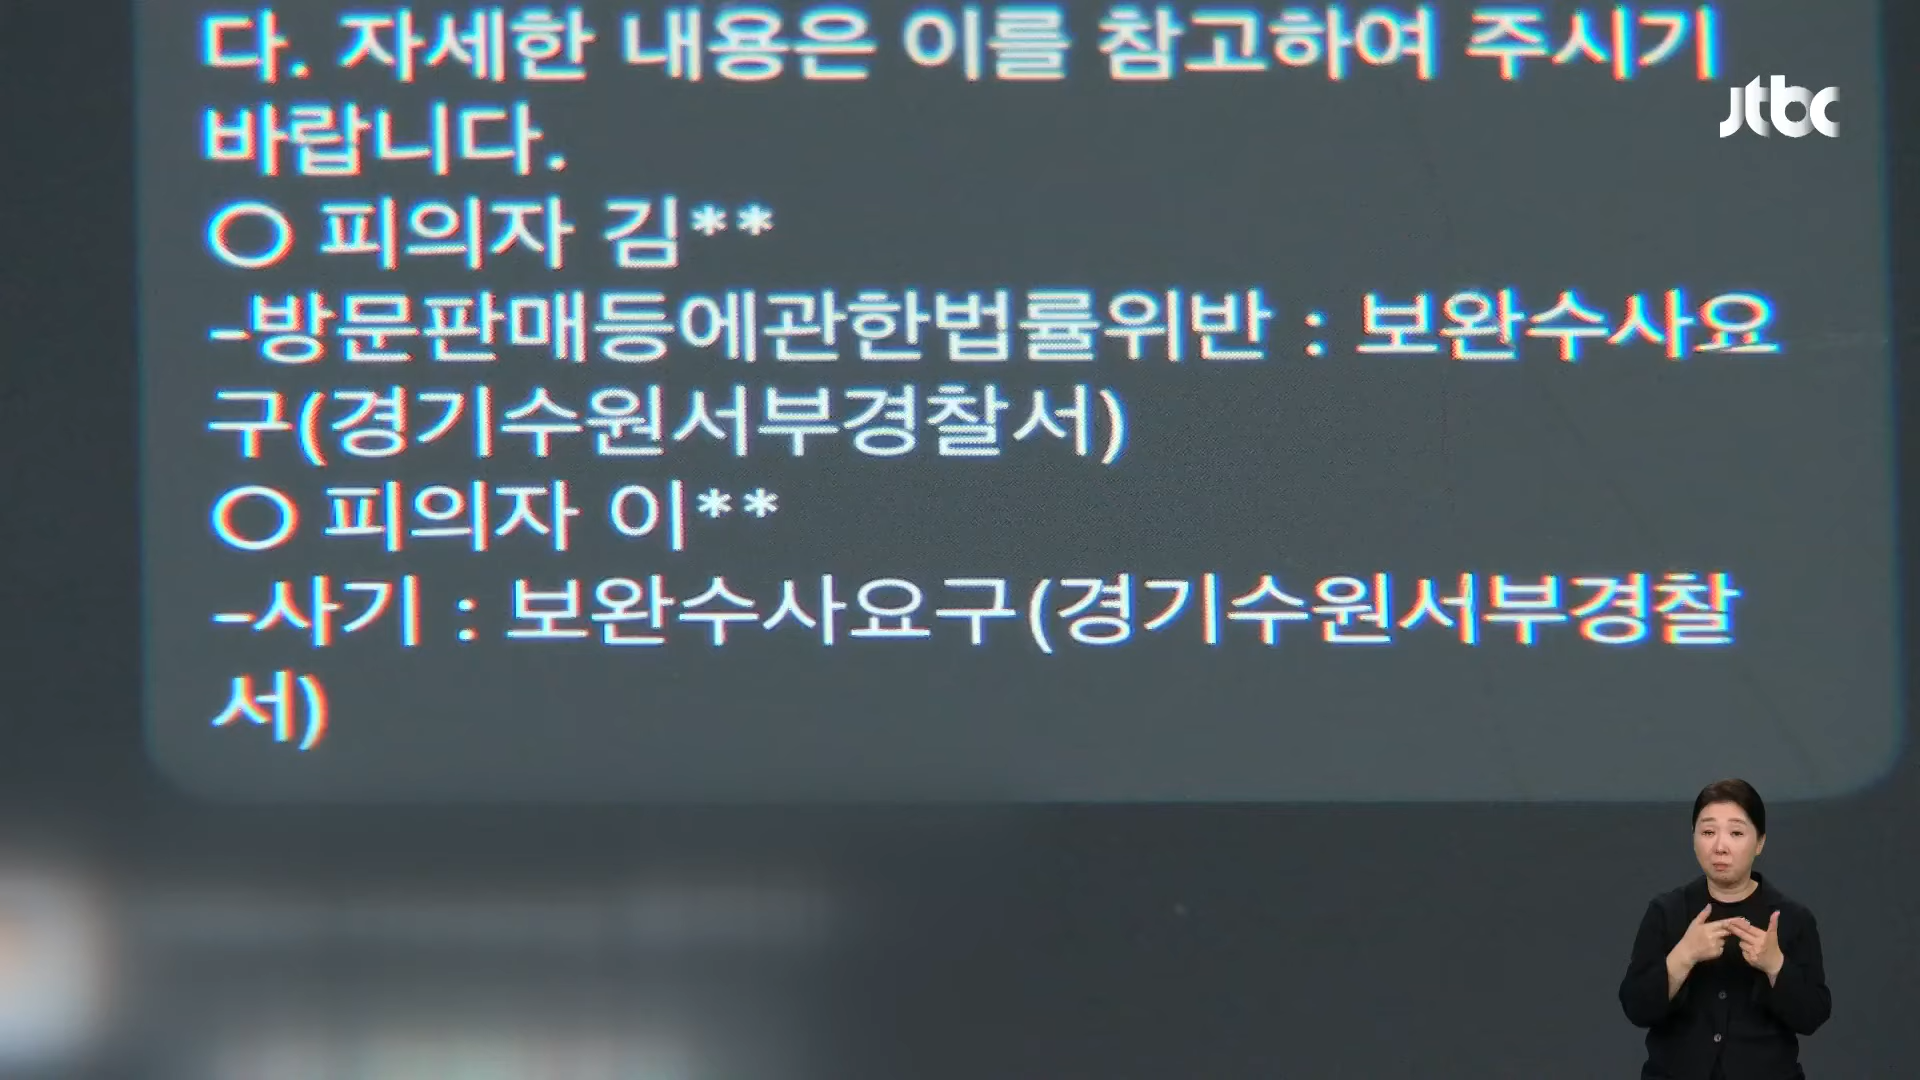 다. 자세한 내용은 이를 참고하여 주시기
jtbc
바랍니다.
○ 피의자 김**
-방문판매등에관한법률위반 : 보완수사요
구(경기수원서부경찰서)
○ 피의자 이**
-사기 : 보완수사요구(경기수원서부경찰
서)